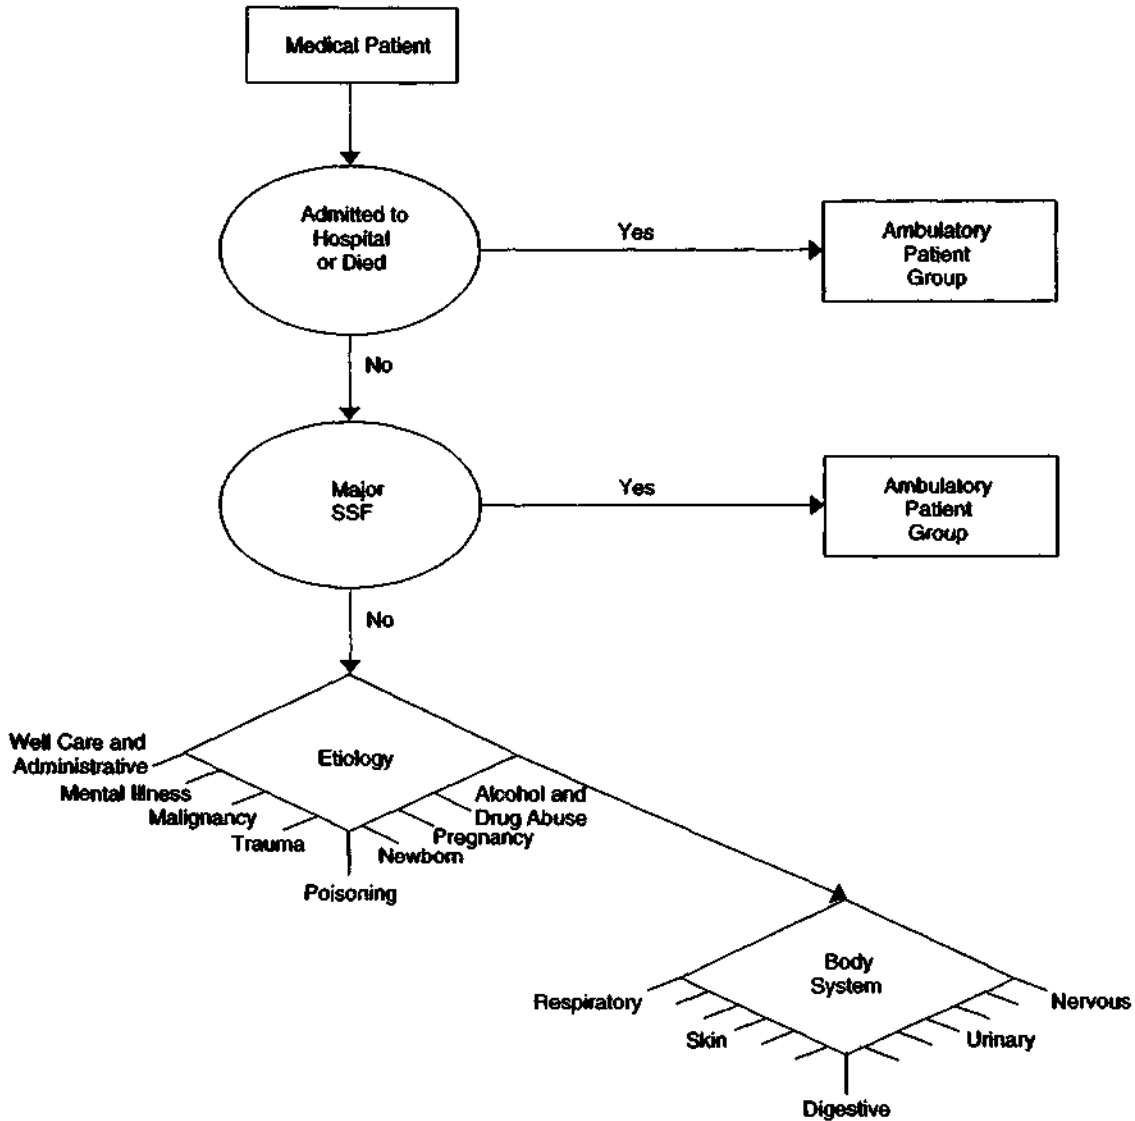 Medical Patient
Admitted to
Hospital
or Died
Yes
Ambulatory
Patient
Group
No
Major
SSF
Yes
Ambulatory
Patient
Group
No
Etiology
Well Care and
Administrative
Mental Illness
Malignancy
Trauma
Poisoning
Newborn
Pregnancy
Alcohol and
Drug Abuse
Body
System
Respiratory
Skin
Digestive
Urinary
Nervous